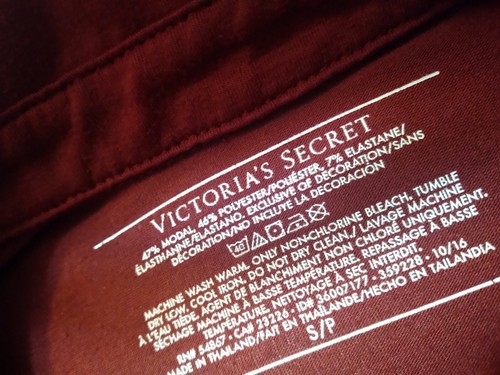 VICTORIA'S SECRET
47% MODAL, 46% POLYESTER/POLIÉSTER, 7% ELASTANE/
ÉLASTHANNE/ELASTANO, EXCLUSIVE OF DECORATION/SANS
DÉCORATION/NO INCLUYE LA DECORACIÓN
MACHINE WASH WARM. ONLY NONCHLORINE BLEACH. TUMBLE
DRY LOW. COOL IRON. DO NOT DRY CLEAN/ LAVAGE MACHINE
A L'EAU TIÈDE. AGENT DE BLANCHIMENT NON CHLORÉ UNIQUEMENT.
SÉCHAGE MACHINE À BASSE TEMPÉRATURE. REPASSAGE À BASSE
TEMPÉRATURE. NETTOYAGE À SEC INTERDIT.
RN# 54867 . CA# 23226 . ID# 36007177 . 359228 . 10/16
MADE IN THAILAND/FAIT EN THAÏLANDE/HECHO EN TAILANDIA
S/P